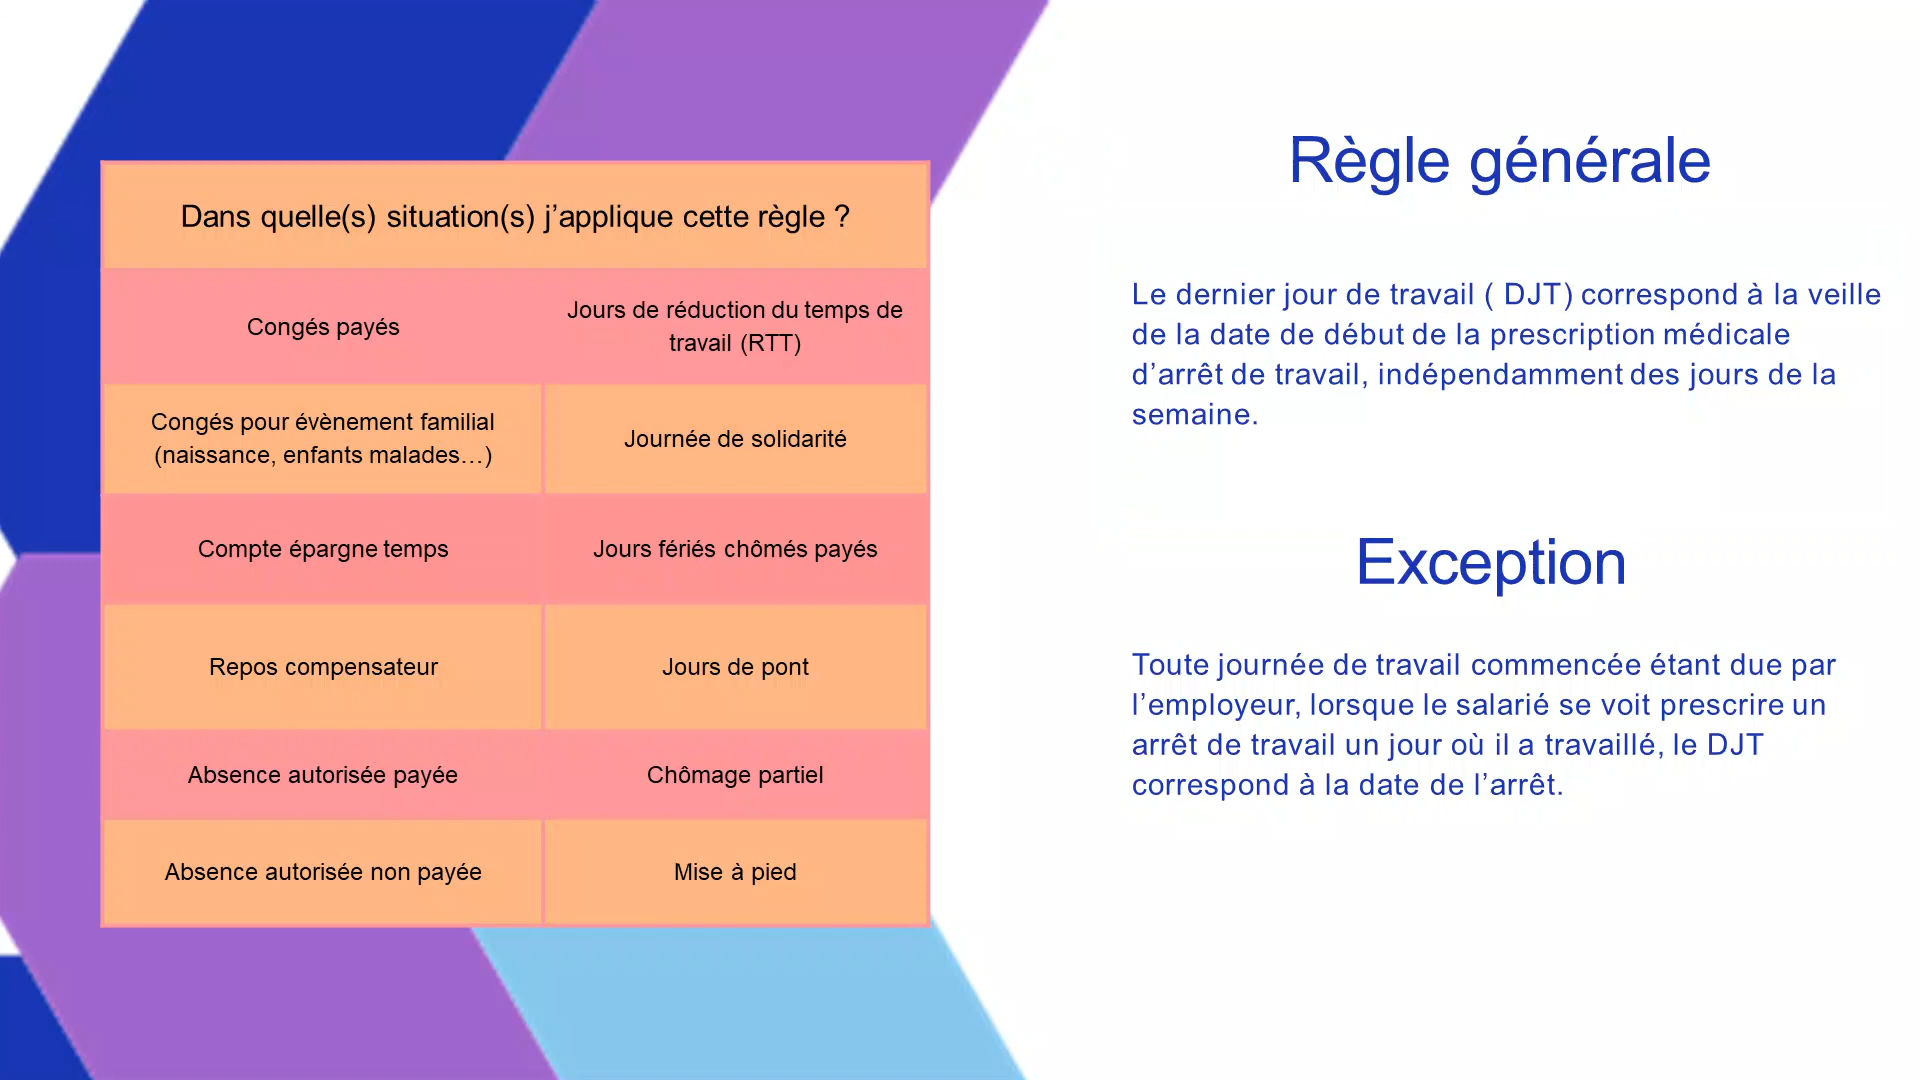 Dans quelle(s) situation(s) j’applique cette règle ?
Congés payés
Jours de réduction du temps de
travail (RTT)
Congés pour évènement familial
(naissance, enfants malades…)
Journée de solidarité
Compte épargne temps
Jours fériés chômés payés
Repos compensateur
Jours de pont
Absence autorisée payée
Chômage partiel
Absence autorisée non payée
Mise à pied
Règle générale
Le dernier jour de travail ( DJT) correspond à la veille
de la date de début de la prescription médicale
d’arrêt de travail, indépendamment des jours de la
semaine.
Exception
Toute journée de travail commencée étant due par
l’employeur, lorsque le salarié se voit prescrire un
arrêt de travail un jour où il a travaillé, le DJT
correspond à la date de l’arrêt.